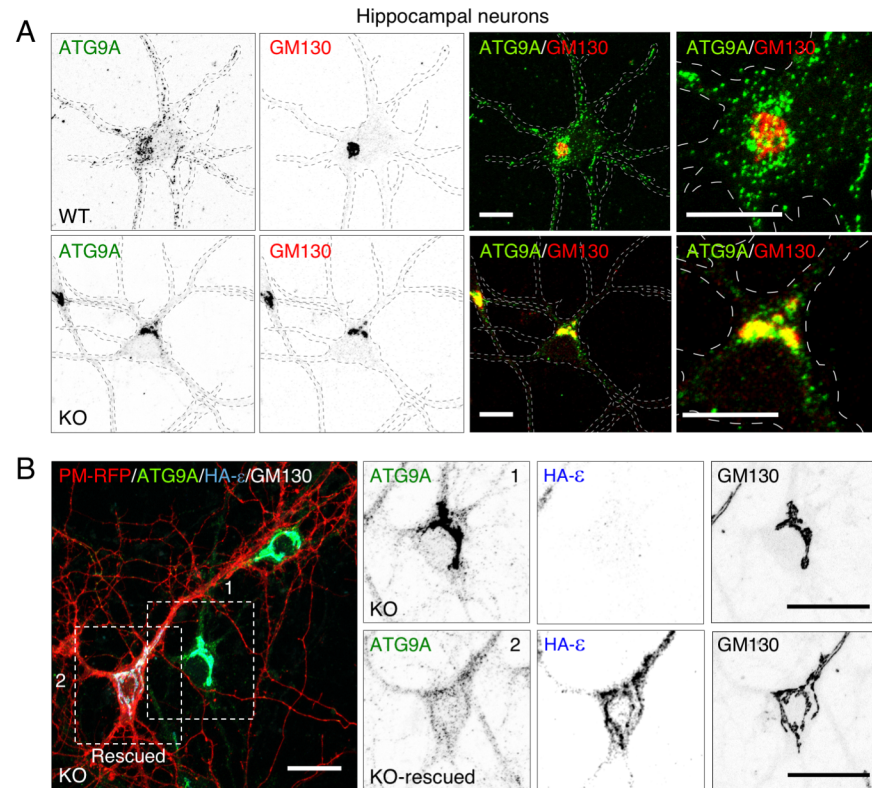 Hippocampal neurons
A
ATG9A
GM130
ATG9A/GM130
ATG9A/GM130
WT
ATG9A
GM130
ATG9A/GM130
ATG9A/GM130
KO
B
PM-RFP/ATG9A/HA-ε/GM130
1
2
Rescued
KO
ATG9A
1
HA-ε
GM130
KO
ATG9A
2
HA-ε
GM130
KO-rescued